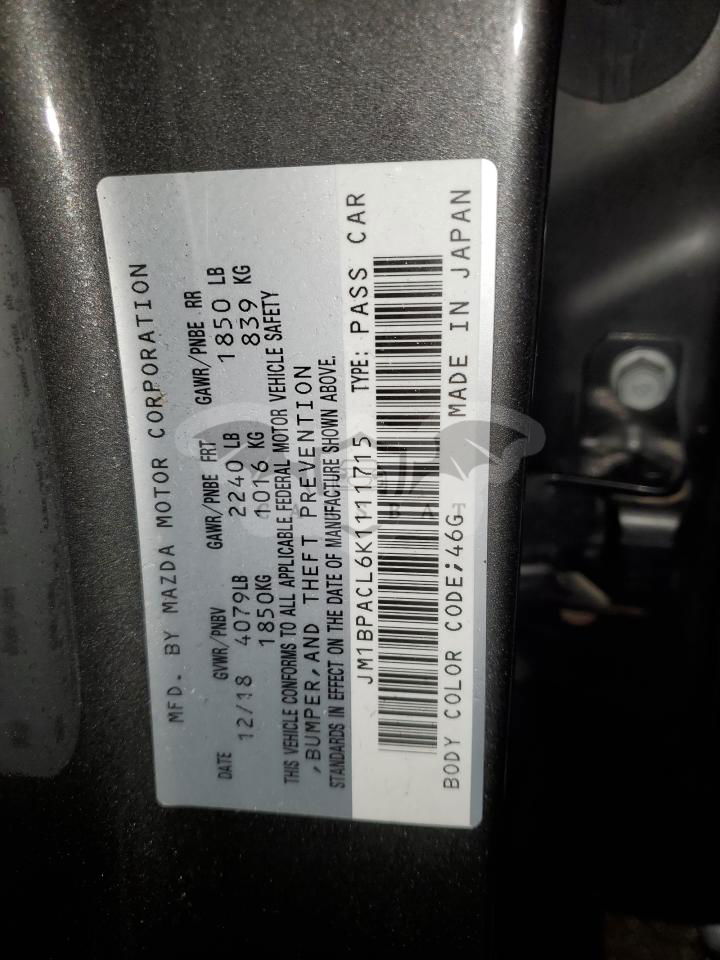 MFD. BY MAZDA MOTOR CORPORATION
DATE GVWR/PNBV GAWR/PNBE FRT GAWR/PNBE RR
12/18 4079LB 2240 LB 1850 LB
1850KG 1016 KG 839 KG
THIS VEHICLE CONFORMS TO ALL APPLICABLE FEDERAL MOTOR VEHICLE SAFETY
,BUMPER,AND THEFT PREVENTION
STANDARDS IN EFFECT ON THE DATE OF MANUFACTURE SHOWN ABOVE.
JM1BPACL6K1111715 TYPE: PASS CAR
BODY COLOR CODE;46G MADE IN JAPAN